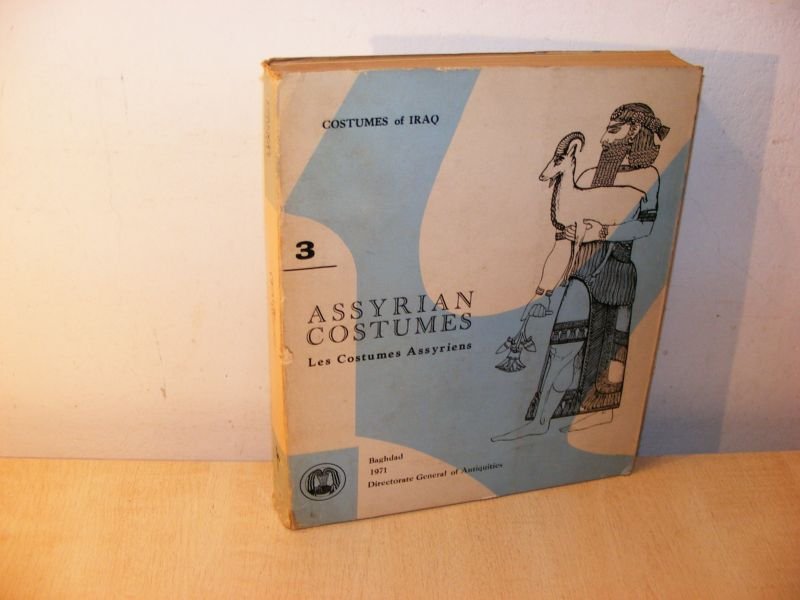 COSTUMES of IRAQ
3
ASSYRIAN
COSTUMES
Les Costumes Assyriens
Baghdad
1971
Directorate General of Antiquities